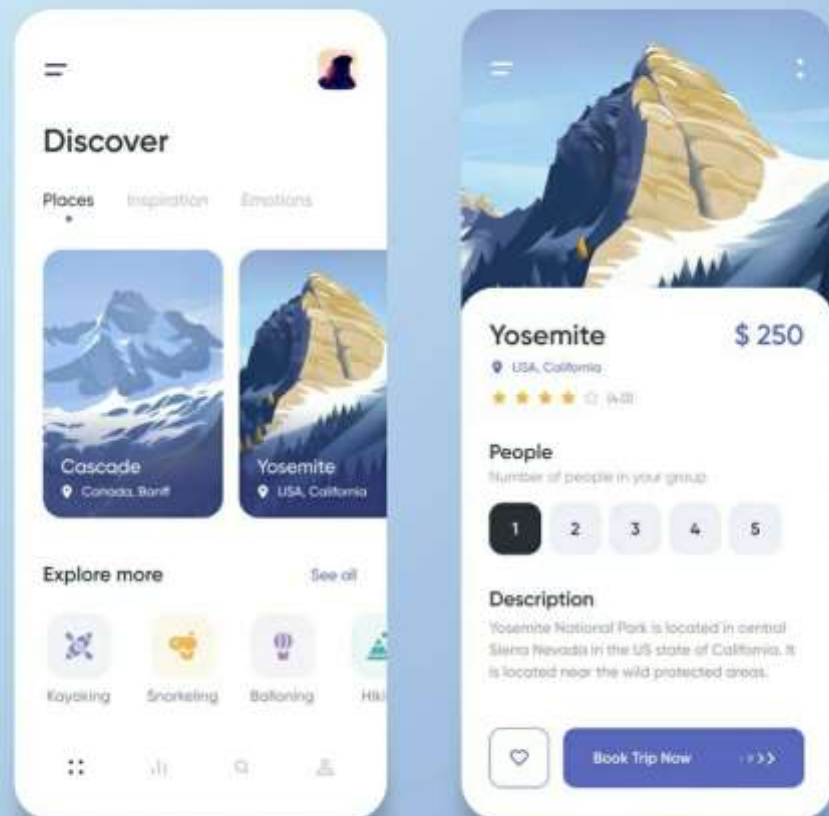 Discover
Places Inspiration Emotions
Cascade
Canada, Banff
Yosemite
USA, California
Explore more See all
Kayaking Snorkeling Balloning Hiki
Yosemite $ 250
USA, California
(4.0)
People
Number of people in your group
1 2 3 4 5
Description
Yosemite National Park is located in central
Sierra Nevada in the US state of California. It
is located near the wild protected areas.
Book Trip Now